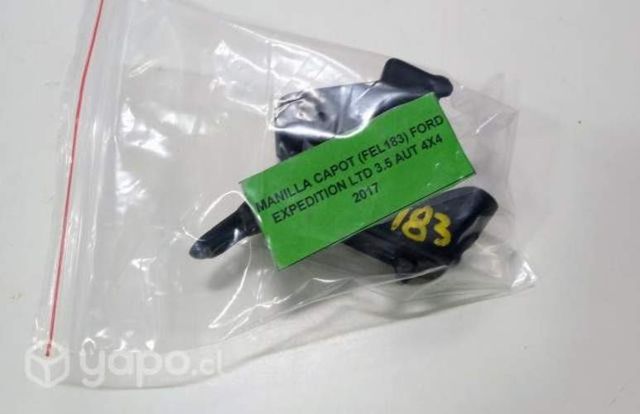 MANILLA CAPOT (FEL183) FORD
EXPEDITION LTD 3.5 AUT 4X4
2017
183
yapo.cl